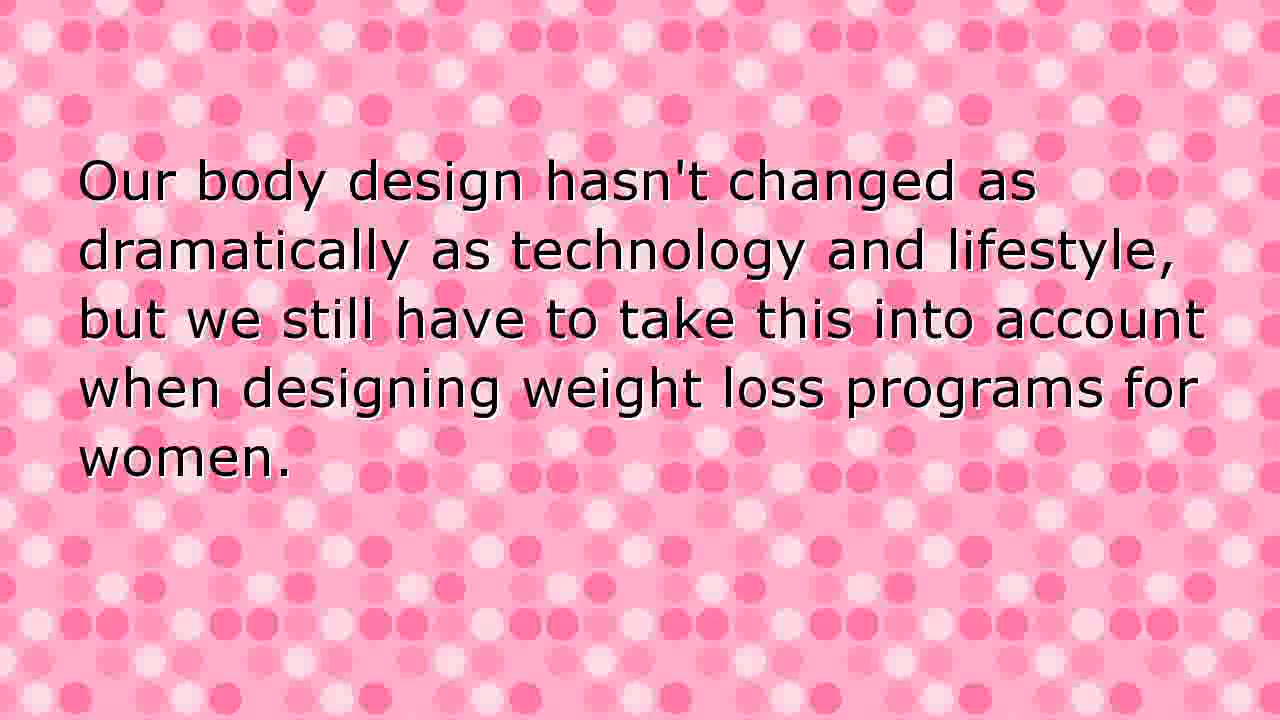 Our body design hasn't changed as
dramatically as technology and lifestyle,
but we still have to take this into account
when designing weight loss programs for
women.